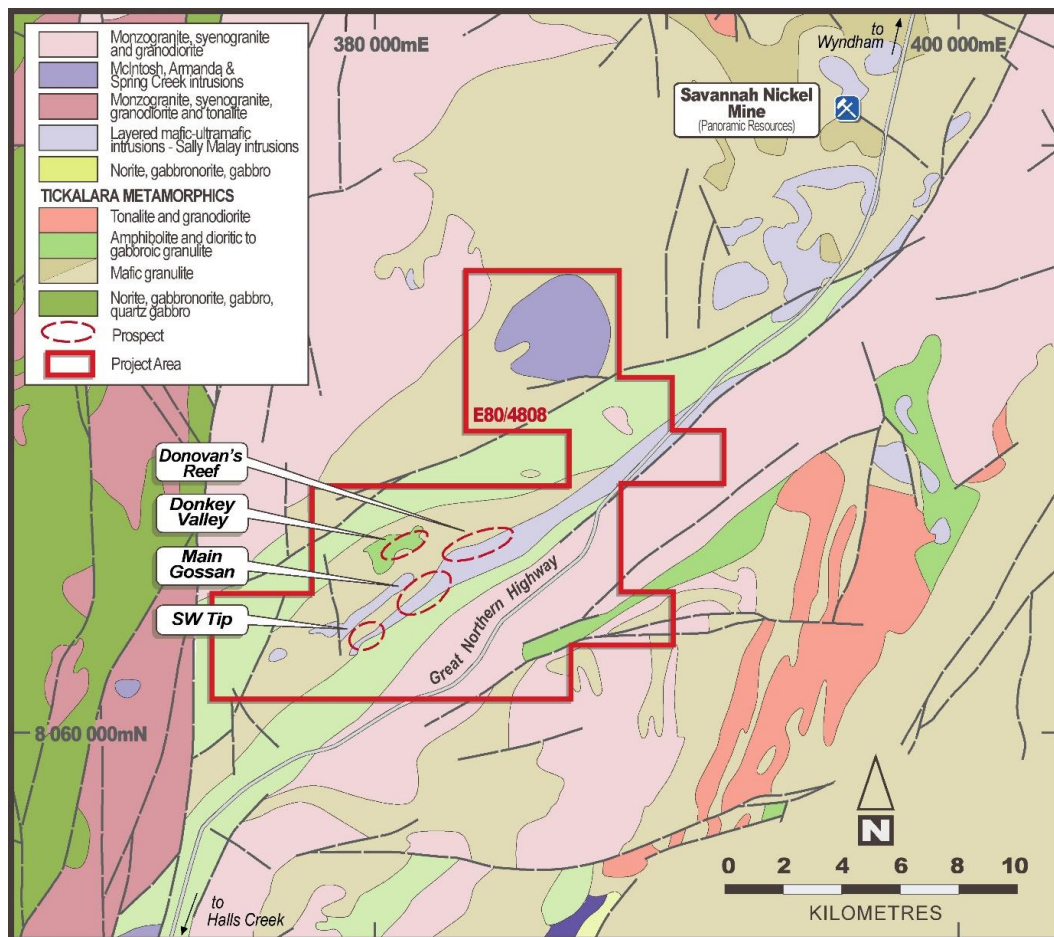 Monzogranite, syenogranite
and granodiorite
McIntosh, Armanda &
Spring Creek intrusions
Monzogranite, syenogranite,
granodiorite and tonalite
Layered mafic-ultramafic
intrusions - Sally Malay intrusions
Norite, gabbronorite, gabbro
TICKALARA METAMORPHICS
Tonalite and granodiorite
Amphibolite and dioritic to
gabboroic granulite
Mafic granulite
Norite, gabbronorite, gabbro,
quartz gabbro
Prospect
Project Area
380 000mE
to
Wyndham
400 000mE
Savannah Nickel
Mine
(Panoramic Resources)
E80/4808
Donovan's
Reef
Donkey
Valley
Main
Gossan
SW Tip
Great Northern Highway
8 060 000mN
to
Halls Creek
N
0 2 4 6 8 10
KILOMETRES